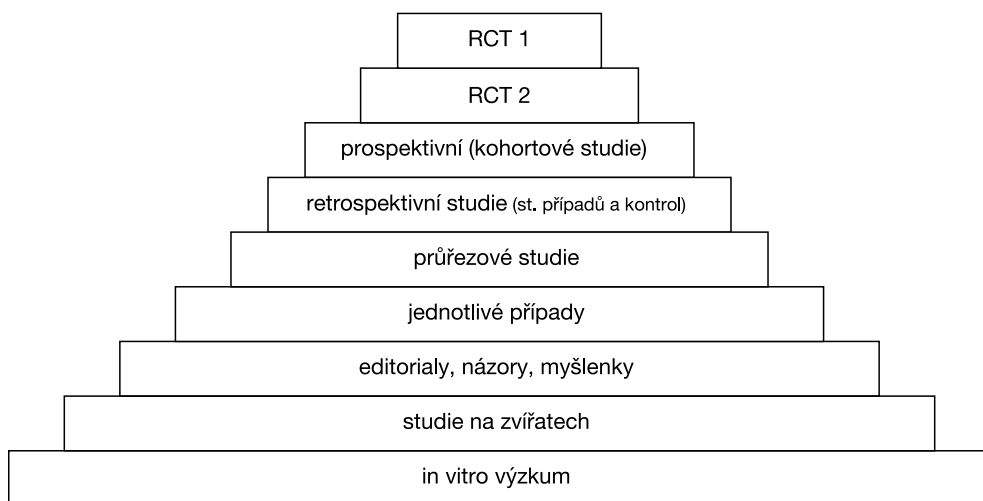 RCT 1
RCT 2
prospektivní (kohortové studie)
retrospektivní studie (st. případů a kontrol)
průřezové studie
jednotlivé případy
editorialy, názory, myšlenky
studie na zvířatech
in vitro výzkum